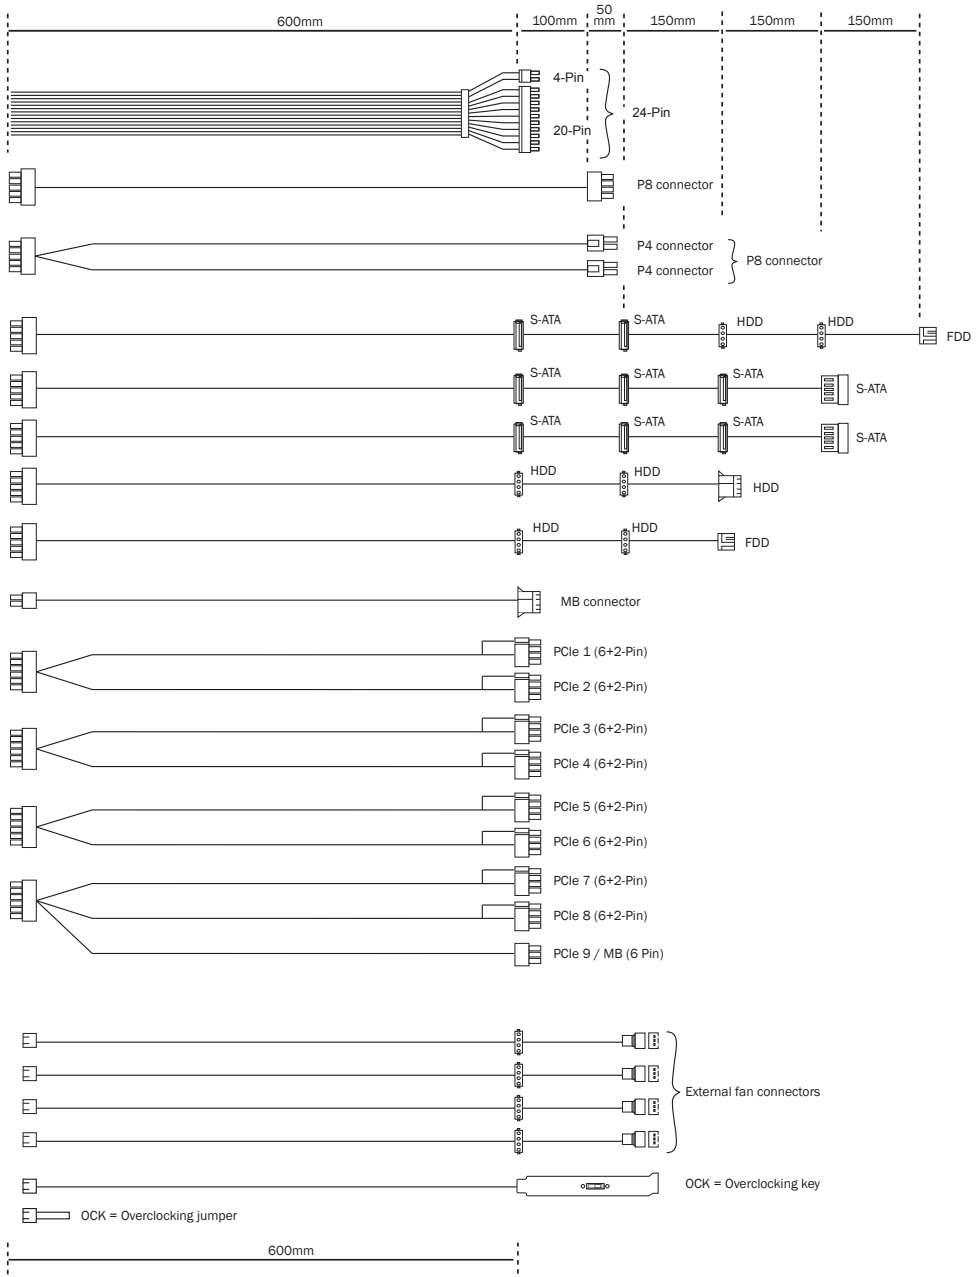 600mm 100mm 50 mm 150mm 150mm 150mm
4-Pin
20-Pin
24-Pin
P8 connector
P4 connector
P4 connector
P8 connector
S-ATA S-ATA HDD HDD FDD
S-ATA S-ATA S-ATA S-ATA
S-ATA S-ATA S-ATA S-ATA
HDD HDD HDD
HDD HDD FDD
MB connector
PCIe 1 (6+2-Pin)
PCIe 2 (6+2-Pin)
PCIe 3 (6+2-Pin)
PCIe 4 (6+2-Pin)
PCIe 5 (6+2-Pin)
PCIe 6 (6+2-Pin)
PCIe 7 (6+2-Pin)
PCIe 8 (6+2-Pin)
PCIe 9 / MB (6 Pin)
External fan connectors
OCK = Overclocking key
OCK = Overclocking jumper
600mm